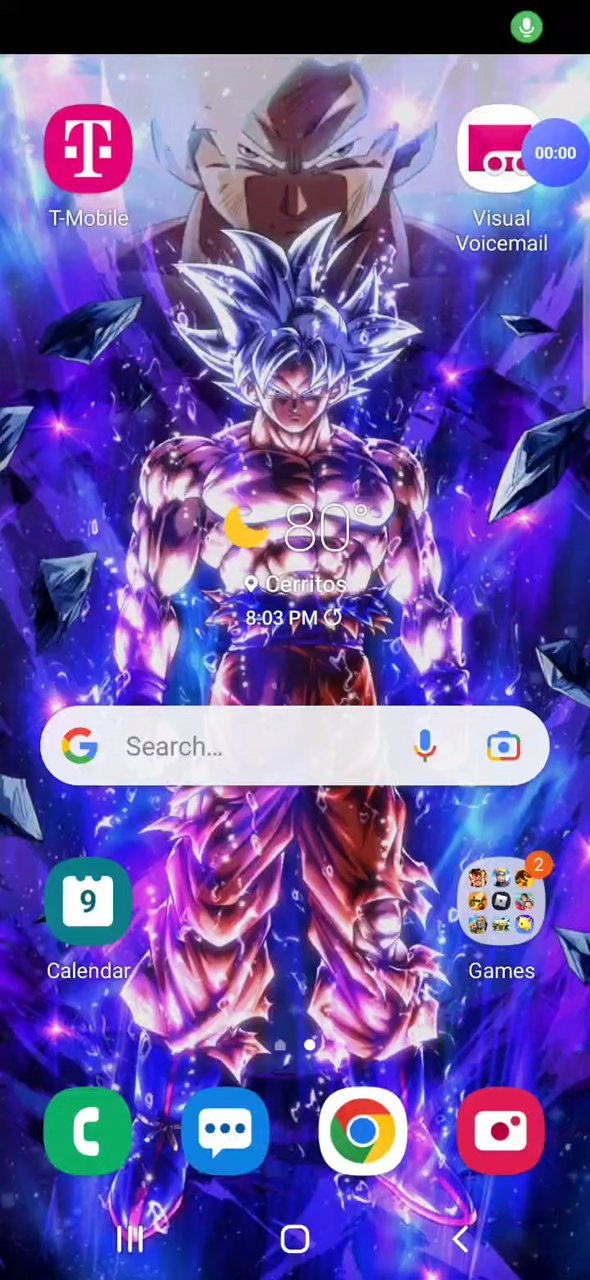 T
00:00
T-Mobile
Visual
Voicemail
80°
Cerritos
8:03 PM
Search...
2
9
Calendar
Games